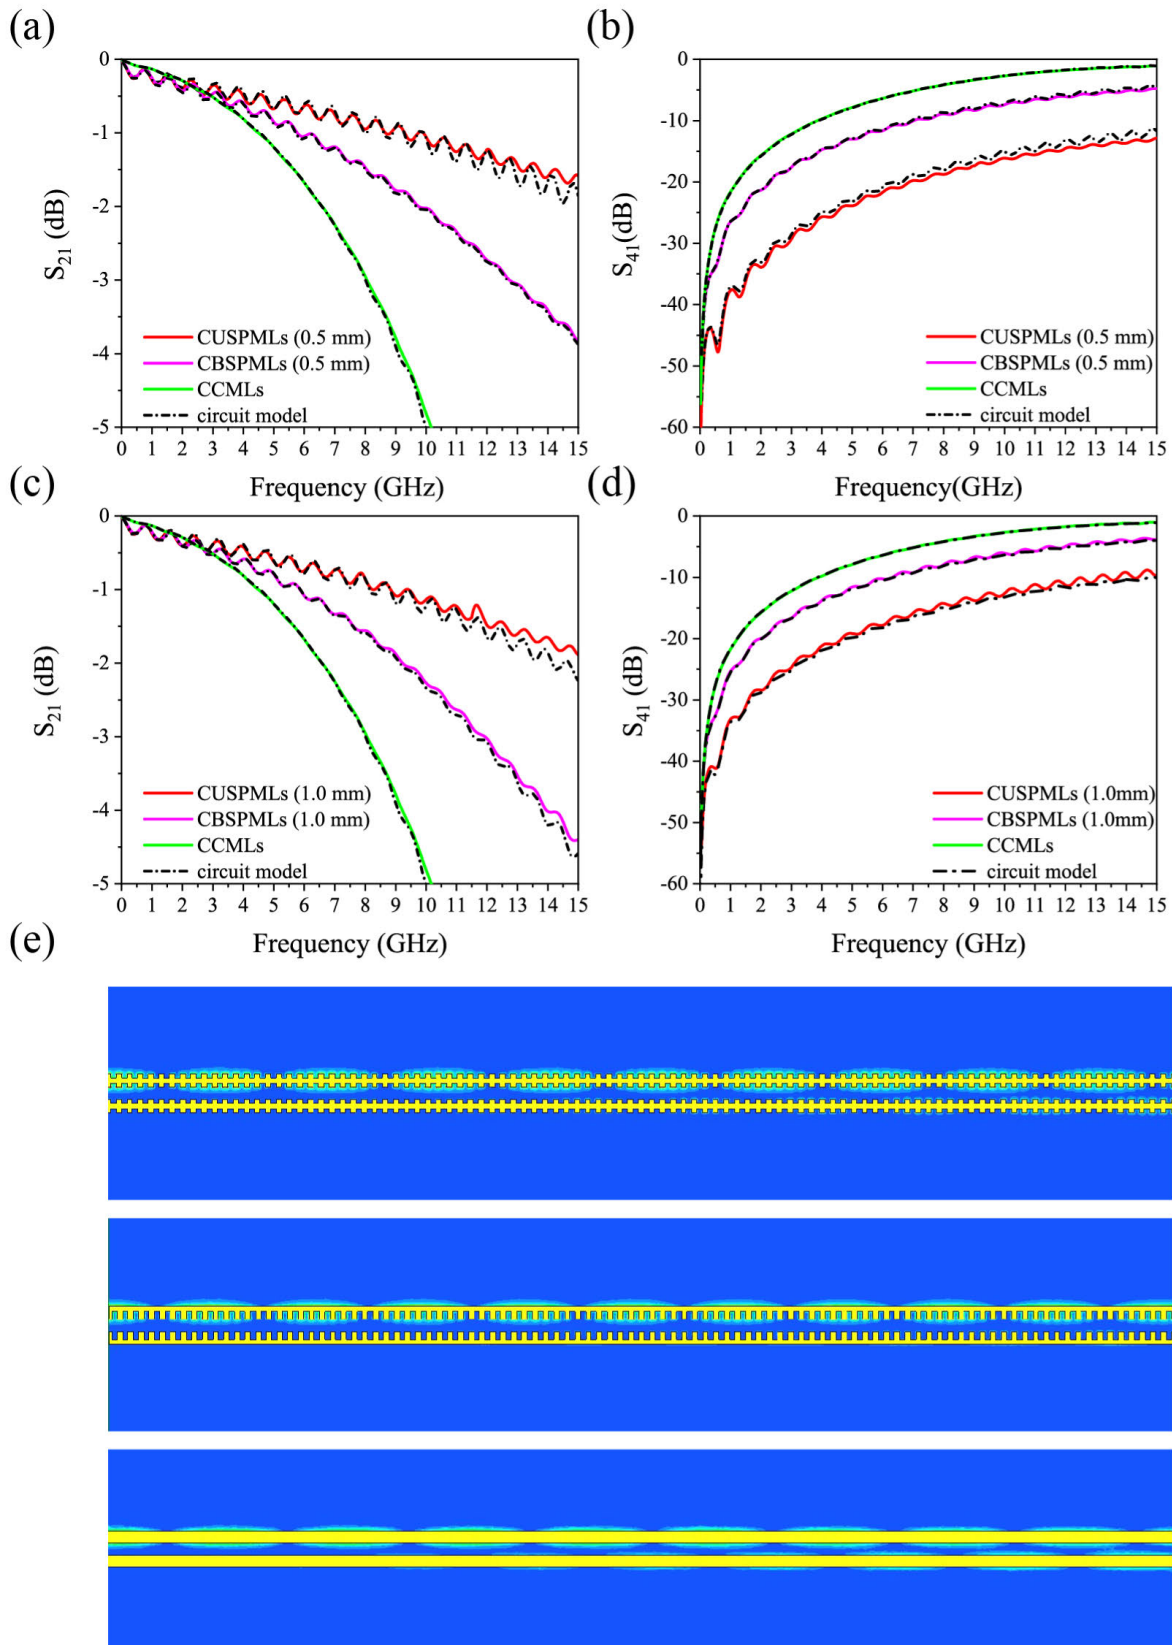 (a)
(b)
0
-1
-2
-3
-4
-5
S21 (dB)
CUSPMLs (0.5 mm)
CBSPMLs (0.5 mm)
CCMLs
circuit model
0 1 2 3 4 5 6 7 8 9 10 11 12 13 14 15
Frequency (GHz)
0
-10
-20
-30
-40
-50
-60
S41(dB)
CUSPMLs (0.5 mm)
CBSPMLs (0.5 mm)
CCMLs
circuit model
0 1 2 3 4 5 6 7 8 9 10 11 12 13 14 15
Frequency(GHz)
(c)
(d)
0
-1
-2
-3
-4
-5
S21 (dB)
CUSPMLs (1.0 mm)
CBSPMLs (1.0 mm)
CCMLs
circuit model
0 1 2 3 4 5 6 7 8 9 10 11 12 13 14 15
Frequency (GHz)
0
-10
-20
-30
-40
-50
-60
S41 (dB)
CUSPMLs (1.0mm)
CBSPMLs (1.0mm)
CCMLs
circuit model
0 1 2 3 4 5 6 7 8 9 10 11 12 13 14 15
Frequency (GHz)
(e)